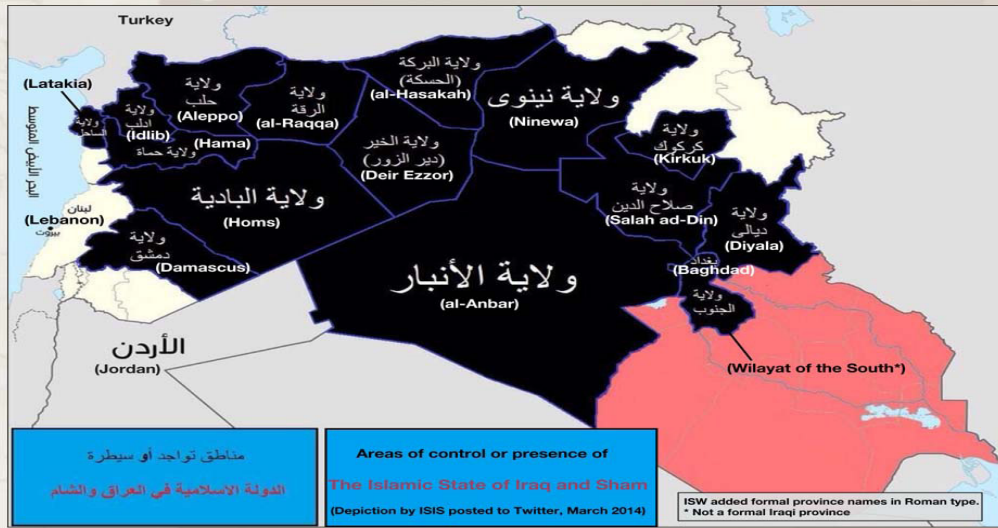 Turkey
(Latakia)
ولاية
الساحل
ولاية
ادلب
(Idlib)
ولاية
حلب
(Aleppo)
ولاية حماة
(Hama)
ولاية
الرقة
(al-Raqqa)
ولاية البركة
(الحسكة)
(al-Hasakah)
ولاية الخير
(دير الزور)
(Deir Ezzor)
ولاية نينوى
(Ninewa)
ولاية
كركوك
(Kirkuk)
ولاية
صلاح الدين
(Salah ad-Din)
ولاية
ديالى
(Diyala)
بغداد
(Baghdad)
ولاية
الجنوب
(Wilayat of the South*)
ولاية البادية
(Homs)
ولاية
دمشق
(Damascus)
ولاية الأنبار
(al-Anbar)
البحر الأبيض المتوسط
لبنان
(Lebanon)
بيروت
الأردن
(Jordan)
مناطق تواجد أو سيطرة
الدولة الاسلامية في العراق والشام
Areas of control or presence of
The Islamic State of Iraq and Sham
(Depiction by ISIS posted to Twitter, March 2014)
ISW added formal province names in Roman type.
* Not a formal Iraqi province